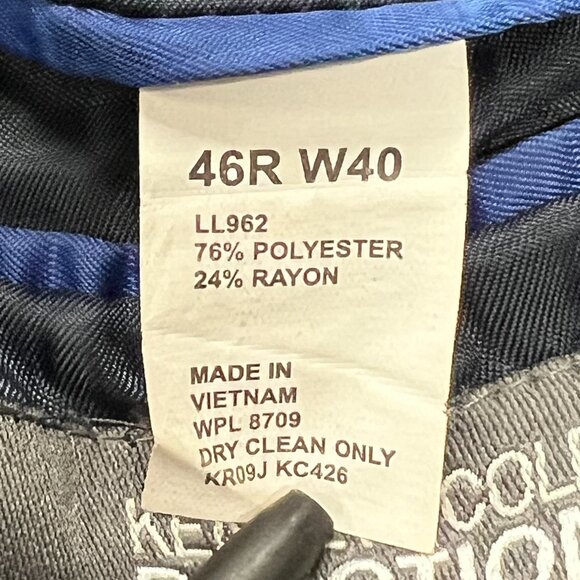 46R W40
LL962
76% POLYESTER
24% RAYON
MADE IN
VIETNAM
WPL 8709
DRY CLEAN ONLY
KR09J KC426